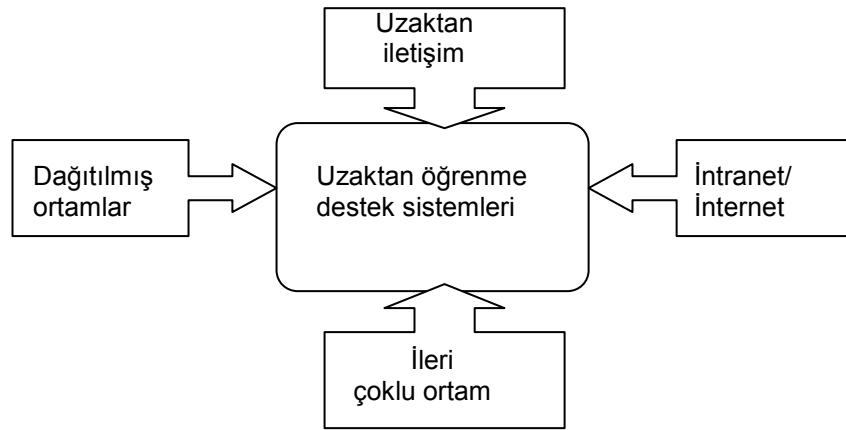 Uzaktan
iletişim
Dağıtılmış
ortamlar
Uzaktan öğrenme
destek sistemleri
İntranet/
İnternet
İleri
çoklu ortam